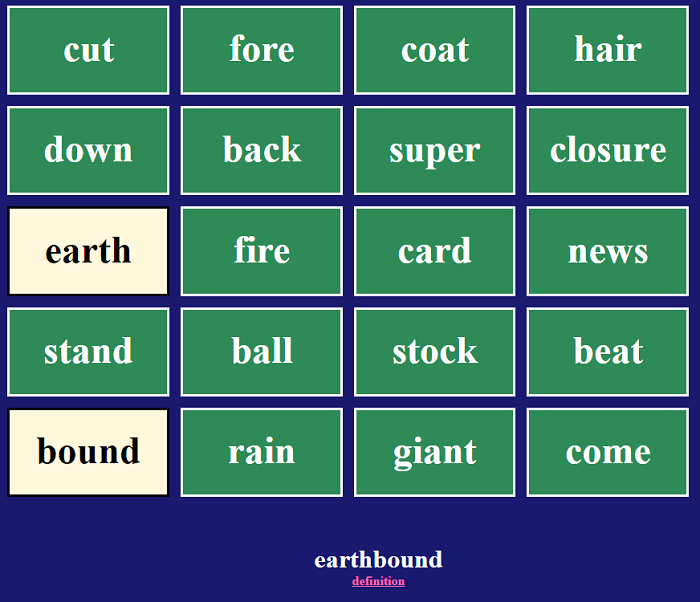 cut fore coat hair
down back super closure
earth fire card news
stand ball stock beat
bound rain giant come
earthbound
definition